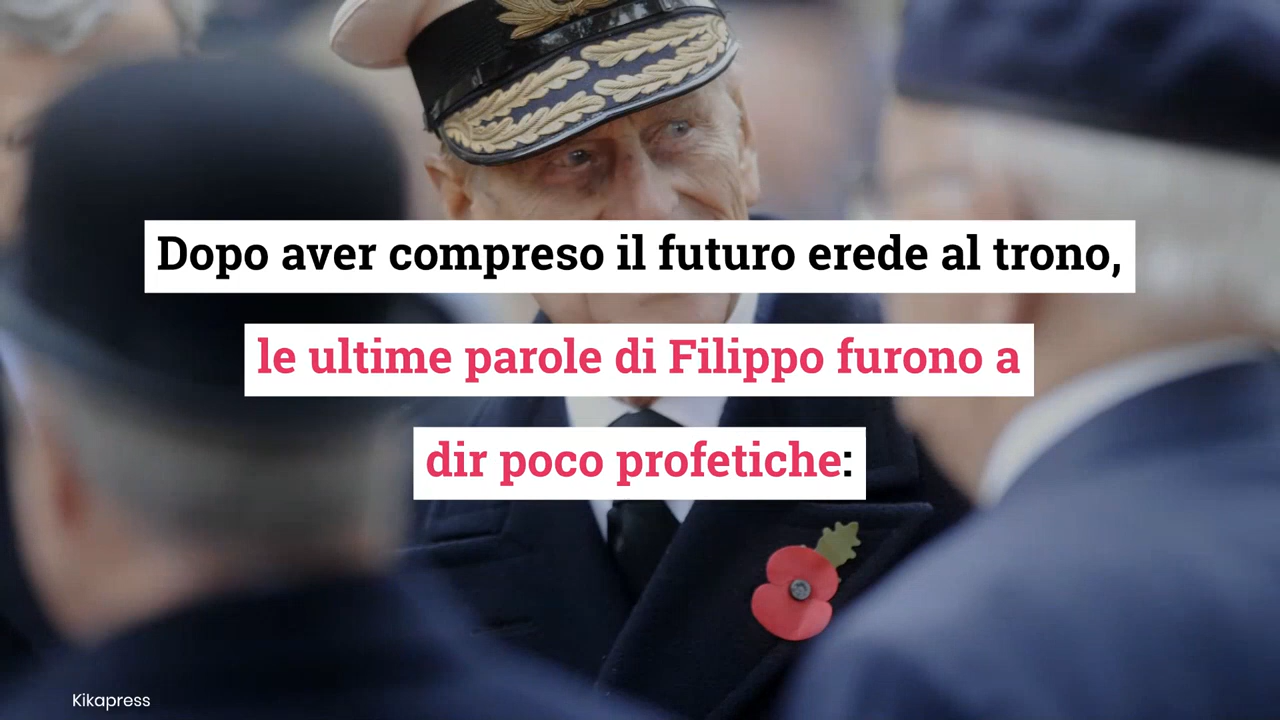 Dopo aver compreso il futuro erede al trono,
le ultime parole di Filippo furono a
dir poco profetiche:
Kikapress